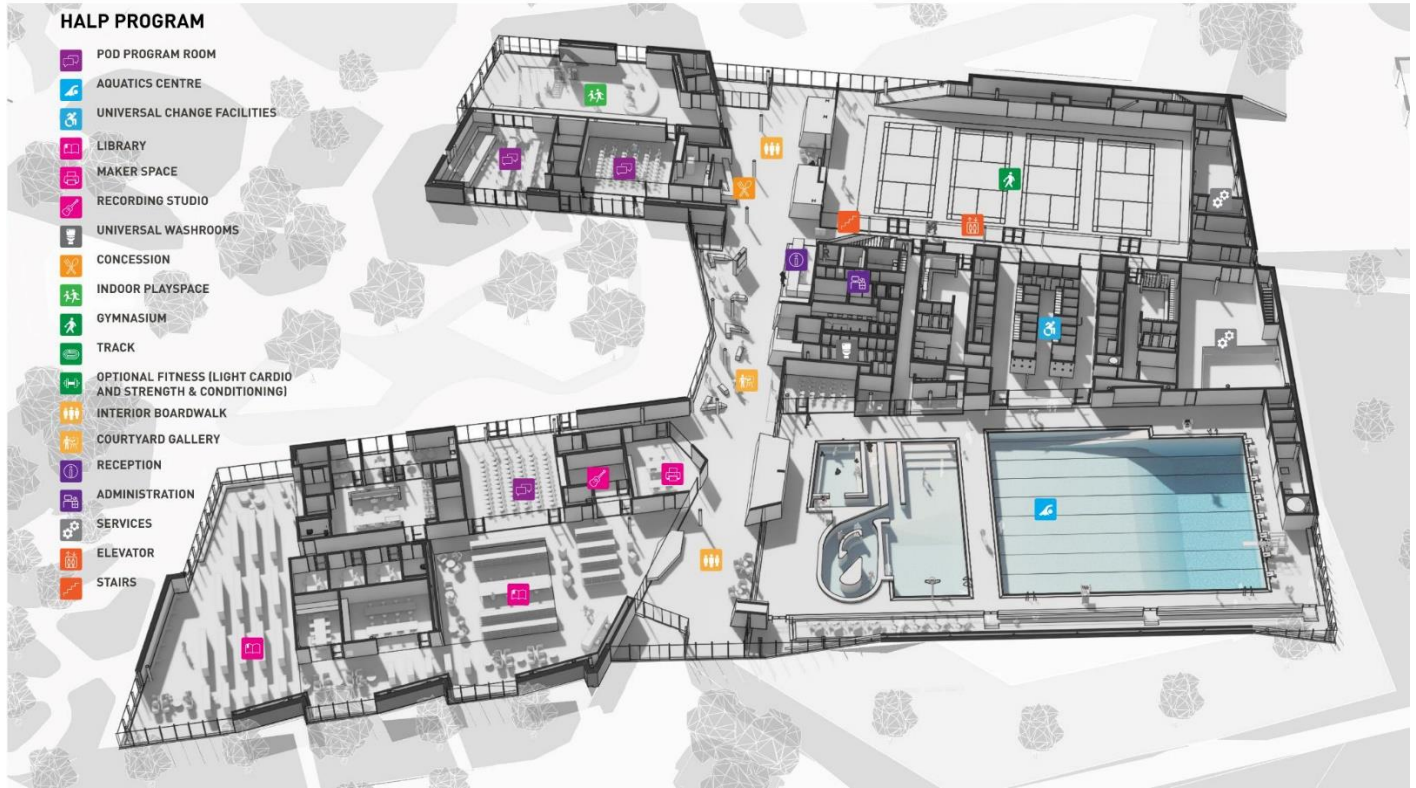 HALP PROGRAM
POD PROGRAM ROOM
AQUATICS CENTRE
UNIVERSAL CHANGE FACILITIES
LIBRARY
MAKER SPACE
RECORDING STUDIO
UNIVERSAL WASHROOMS
CONCESSION
INDOOR PLAYSPACE
GYMNASIUM
TRACK
OPTIONAL FITNESS (LIGHT CARDIO
AND STRENGTH & CONDITIONING)
INTERIOR BOARDWALK
COURTYARD GALLERY
RECEPTION
ADMINISTRATION
SERVICES
ELEVATOR
STAIRS